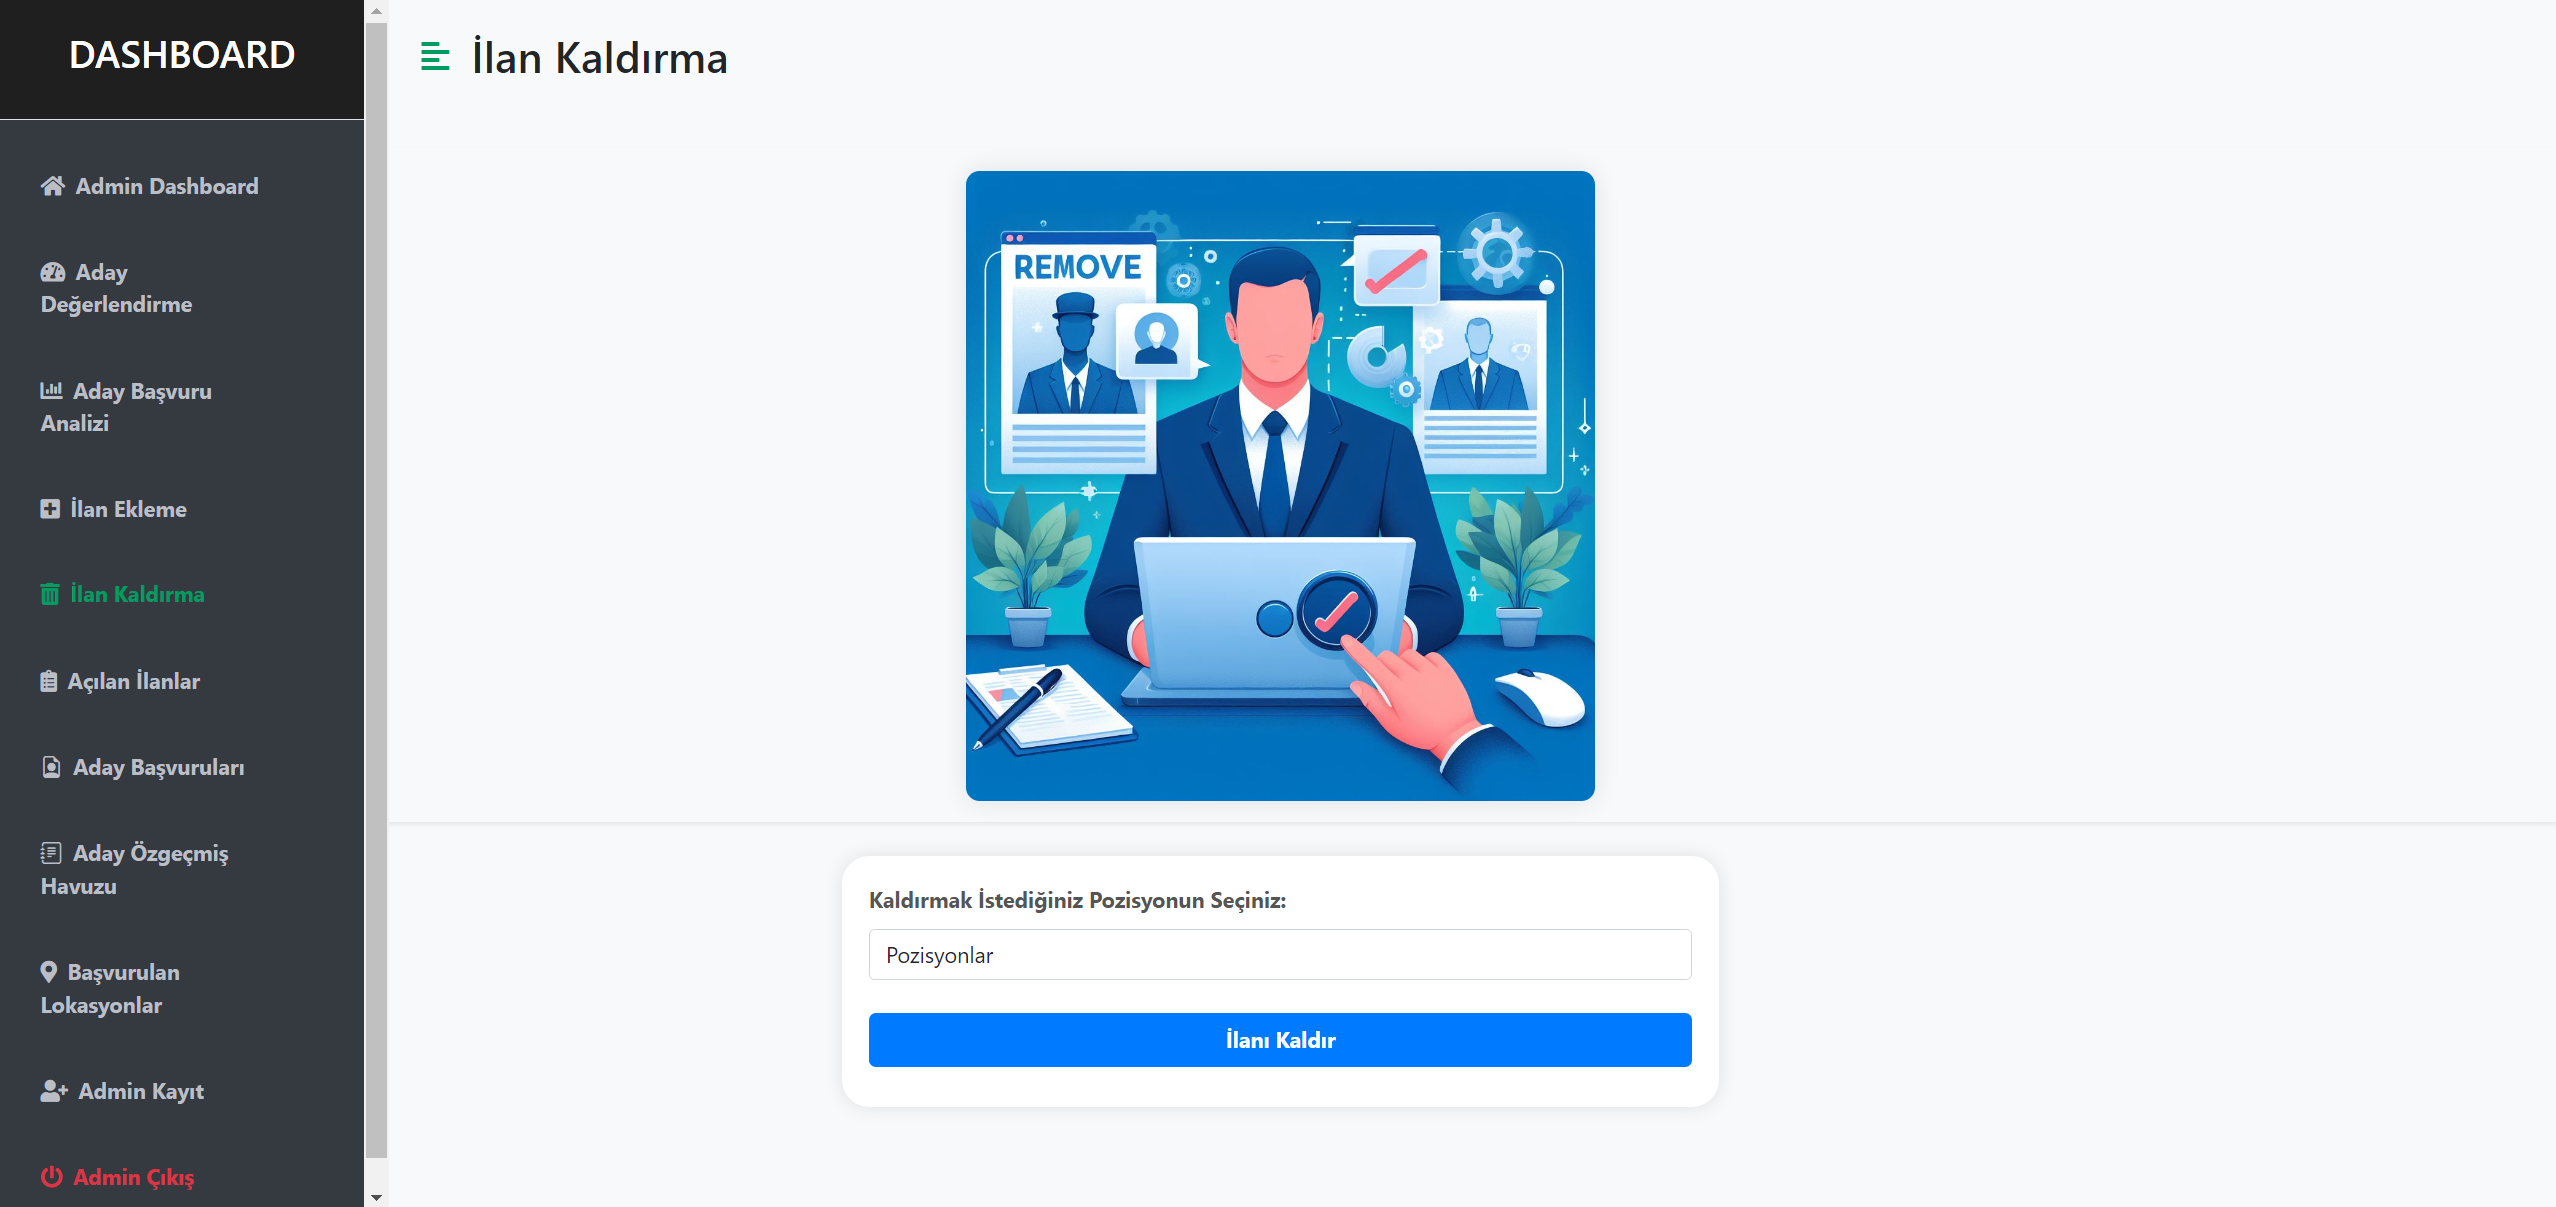 DASHBOARD
Admin Dashboard
Aday
Değerlendirme
Aday Başvuru
Analizi
İlan Ekleme
İlan Kaldırma
Açılan İlanlar
Aday Başvuruları
Aday Özgeçmiş
Havuzu
Başvurulan
Lokasyonlar
Admin Kayıt
Admin Çıkış
İlan Kaldırma
REMOVE
Kaldırmak İstediğiniz Pozisyonun Seçiniz:
Pozisyonlar
İlanı Kaldır